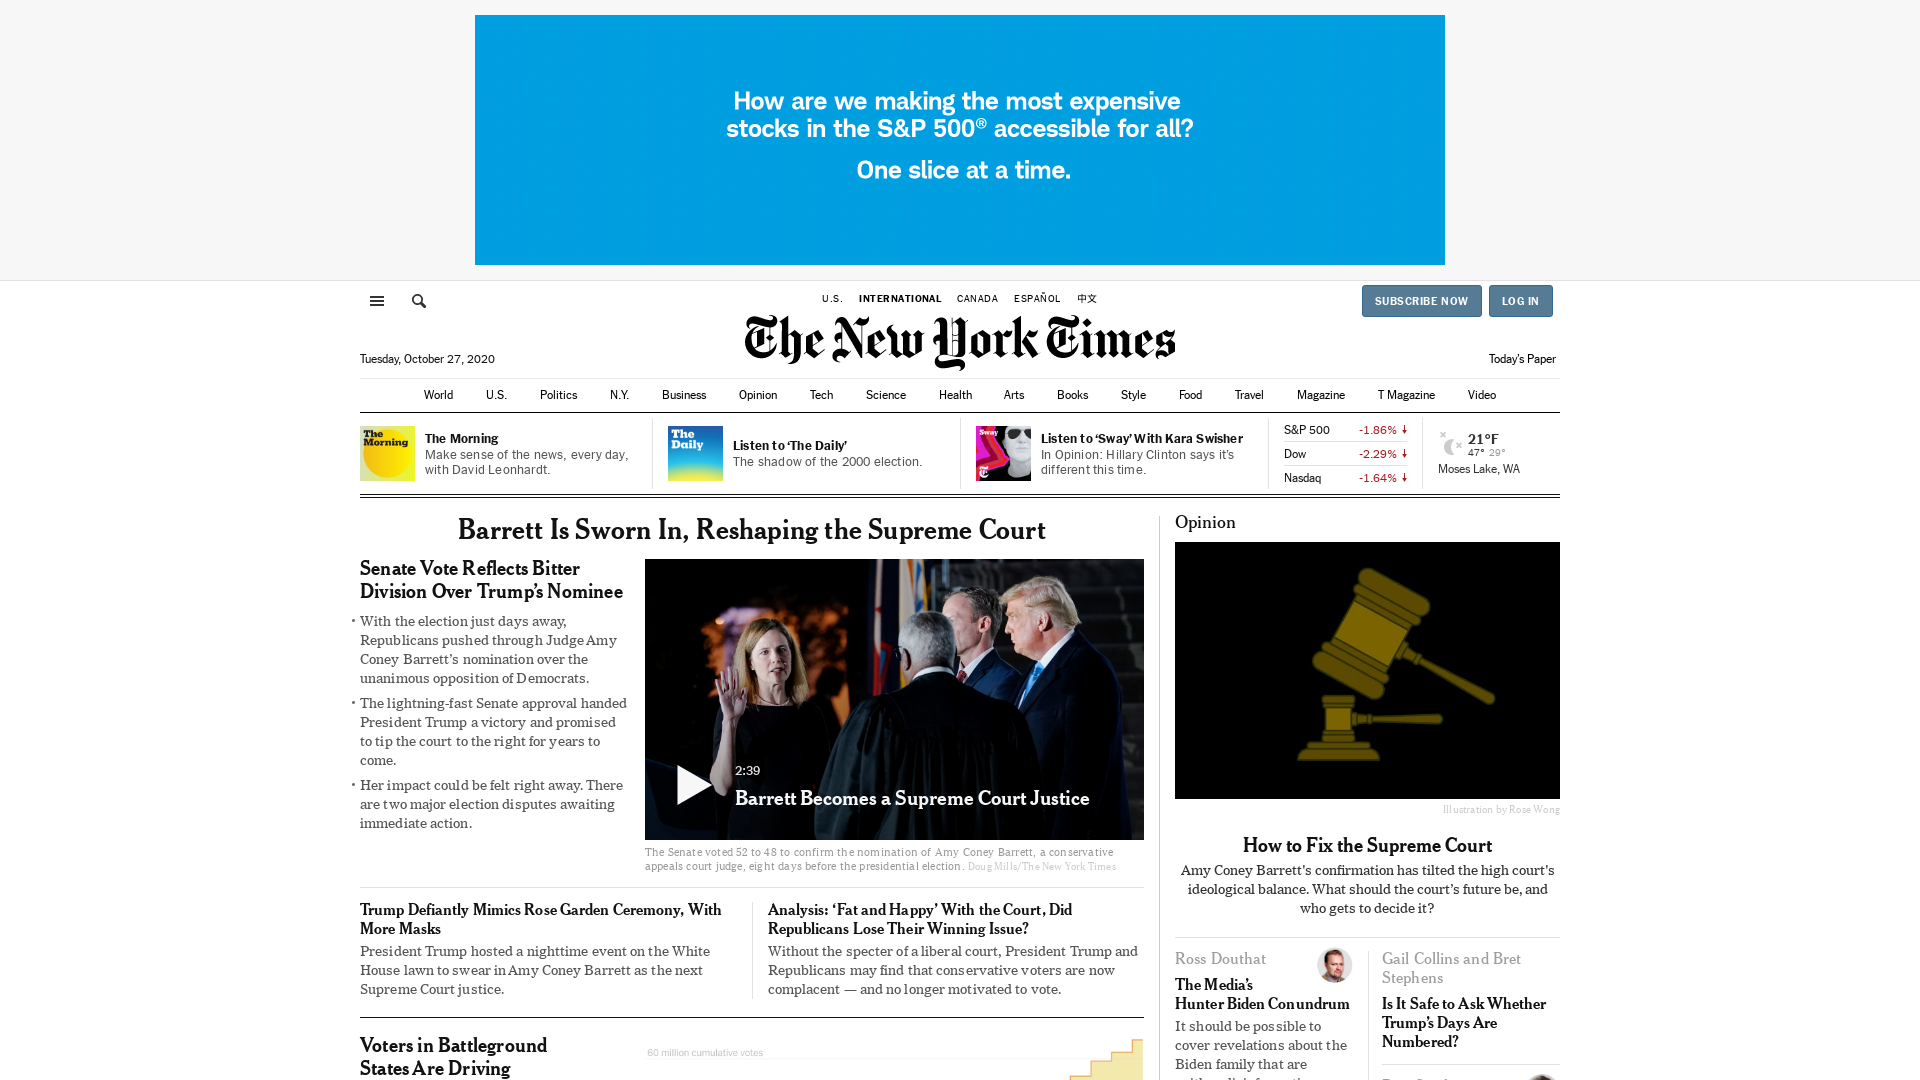 How are we making the most expensive
stocks in the S&P 500® accessible for all?
One slice at a time.
U.S.
INTERNATIONAL
CANADA
ESPAÑOL
中文
SUBSCRIBE NOW
LOG IN
The New York Times
Tuesday, October 27, 2020
Today's Paper
World
U.S.
Politics
N.Y.
Business
Opinion
Tech
Science
Health
Arts
Books
Style
Food
Travel
Magazine
T Magazine
Video
The
Morning
The Morning
Make sense of the news, every day,
with David Leonhardt.
The
Daily
Listen to ‘The Daily’
The shadow of the 2000 election.
Sway
Listen to ‘Sway’ With Kara Swisher
In Opinion: Hillary Clinton says it’s
different this time.
S&P 500 -1.86%
Dow -2.29%
Nasdaq -1.64%
21°F
47° 29°
Moses Lake, WA
Barrett Is Sworn In, Reshaping the Supreme Court
Senate Vote Reflects Bitter
Division Over Trump’s Nominee
• With the election just days away,
Republicans pushed through Judge Amy
Coney Barrett’s nomination over the
unanimous opposition of Democrats.
• The lightning-fast Senate approval handed
President Trump a victory and promised
to tip the court to the right for years to
come.
• Her impact could be felt right away. There
are two major election disputes awaiting
immediate action.
2:39
Barrett Becomes a Supreme Court Justice
The Senate voted 52 to 48 to confirm the nomination of Amy Coney Barrett, a conservative
appeals court judge, eight days before the presidential election. Doug Mills/The New York Times
Trump Defiantly Mimics Rose Garden Ceremony, With
More Masks
President Trump hosted a nighttime event on the White
House lawn to swear in Amy Coney Barrett as the next
Supreme Court justice.
Analysis: ‘Fat and Happy’ With the Court, Did
Republicans Lose Their Winning Issue?
Without the specter of a liberal court, President Trump and
Republicans may find that conservative voters are now
complacent — and no longer motivated to vote.
Voters in Battleground
States Are Driving
60 million cumulative votes
Opinion
Illustration by Rose Wong
How to Fix the Supreme Court
Amy Coney Barrett's confirmation has tilted the high court's
ideological balance. What should the court’s future be, and
who gets to decide it?
Ross Douthat
The Media’s
Hunter Biden Conundrum
It should be possible to
cover revelations about the
Biden family that are
Gail Collins and Bret
Stephens
Is It Safe to Ask Whether
Trump’s Days Are
Numbered?